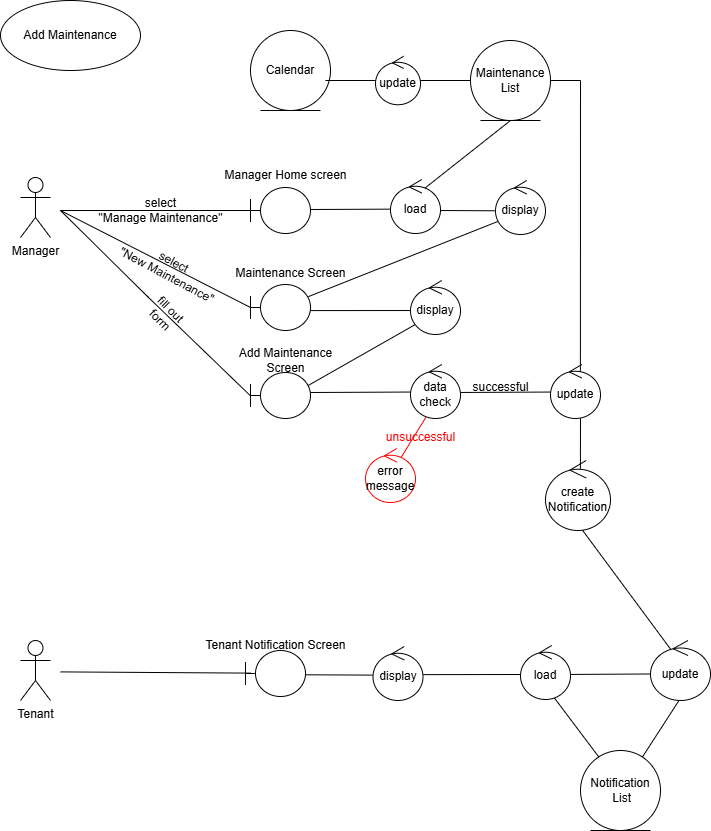 Add Maintenance
Calendar
update
Maintenance
List
Manager Home screen
select
"Manage Maintenance"
load
display
Manager
select
"New Maintenance"
Maintenance Screen
fill out
form
display
Add Maintenance
Screen
data
check
successful
update
unsuccessful
error
message
create
Notification
Tenant Notification Screen
display
load
update
Tenant
Notification
List